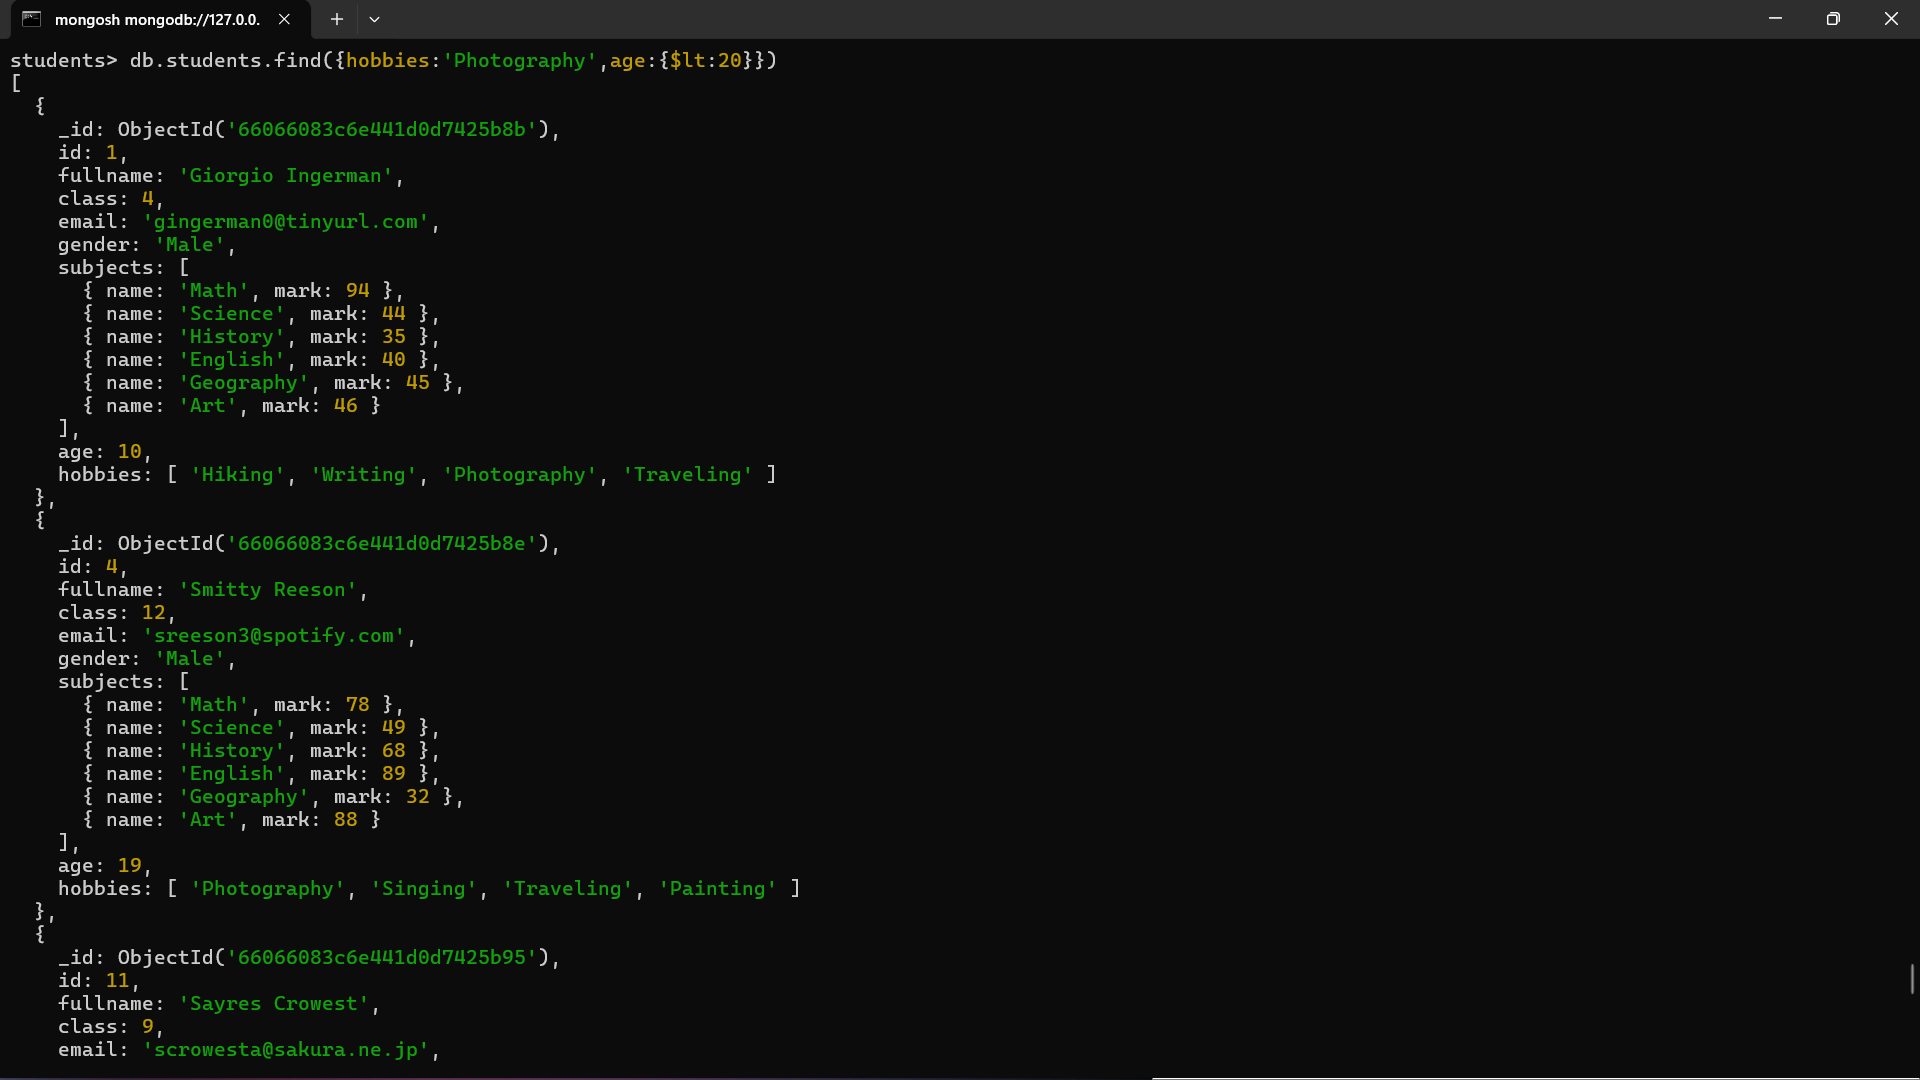 mongosh mongodb://127.0.0.
students> db.students.find({hobbies:'Photography',age:{$lt:20}})
[
  {
    _id: ObjectId('66066083c6e441d0d7425b8b'),
    id: 1,
    fullname: 'Giorgio Ingerman',
    class: 4,
    email: 'gingerman0@tinyurl.com',
    gender: 'Male',
    subjects: [
      { name: 'Math', mark: 94 },
      { name: 'Science', mark: 44 },
      { name: 'History', mark: 35 },
      { name: 'English', mark: 40 },
      { name: 'Geography', mark: 45 },
      { name: 'Art', mark: 46 }
    ],
    age: 10,
    hobbies: [ 'Hiking', 'Writing', 'Photography', 'Traveling' ]
  },
  {
    _id: ObjectId('66066083c6e441d0d7425b8e'),
    id: 4,
    fullname: 'Smitty Reeson',
    class: 12,
    email: 'sreeson3@spotify.com',
    gender: 'Male',
    subjects: [
      { name: 'Math', mark: 78 },
      { name: 'Science', mark: 49 },
      { name: 'History', mark: 68 },
      { name: 'English', mark: 89 },
      { name: 'Geography', mark: 32 },
      { name: 'Art', mark: 88 }
    ],
    age: 19,
    hobbies: [ 'Photography', 'Singing', 'Traveling', 'Painting' ]
  },
  {
    _id: ObjectId('66066083c6e441d0d7425b95'),
    id: 11,
    fullname: 'Sayres Crowest',
    class: 9,
    email: 'scrowesta@sakura.ne.jp',